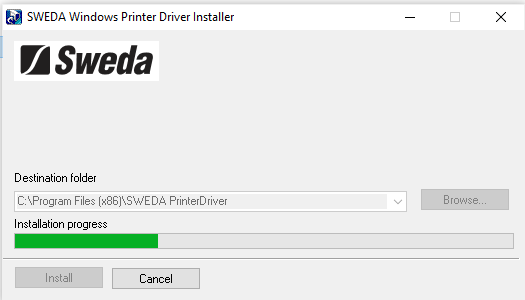 SWEDA Windows Printer Driver Installer
Sweda
Destination folder
C:\Program Files (x86)\SWEDA PrinterDriver
Browse...
Installation progress
Install
Cancel